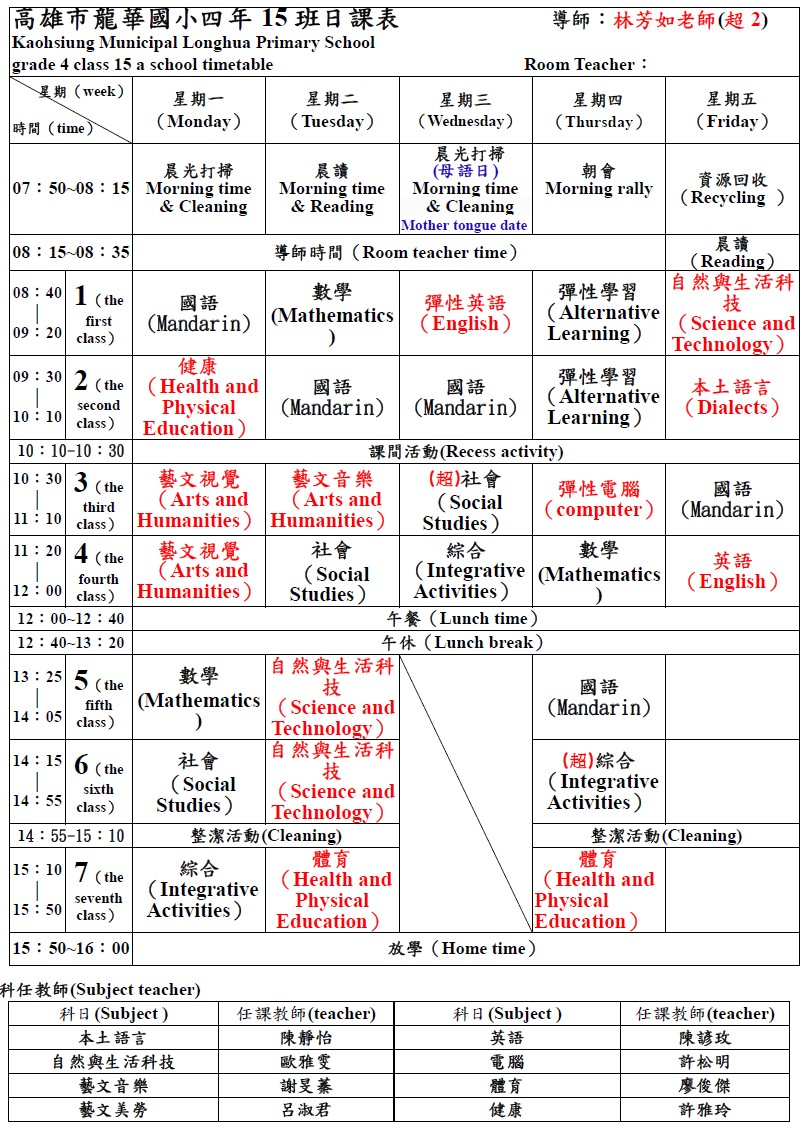 高雄市龍華國小四年 15 班日課表 導師：林芳如老師(超 2)
Kaohsiung Municipal Longhua Primary School
grade 4 class 15 a school timetable Room Teacher：
星期（week）
時間（time）
星期一
（Monday）
星期二
（Tuesday）
星期三
（Wednesday）
星期四
（Thursday）
星期五
（Friday）
07：50~08：15
晨光打掃
Morning time
& Cleaning
晨讀
Morning time
& Reading
晨光打掃
(母語日)
Morning time
& Cleaning
Mother tongue date
朝會
Morning rally
資源回收
（Recycling ）
08：15~08：35
導師時間（Room teacher time）
晨讀
（Reading）
08：40
|
09：20
1（the
first
class）
國語
（Mandarin）
數學
(Mathematics
)
彈性英語
（English）
彈性學習
（Alternative
Learning）
自然與生活科
技
（Science and
Technology）
09：30
|
10：10
2（the
second
class）
健康
（Health and
Physical
Education）
國語
（Mandarin）
國語
（Mandarin）
彈性學習
（Alternative
Learning）
本土語言
（Dialects）
10：10-10：30
課間活動(Recess activity)
10：30
|
11：10
3（the
third
class）
藝文視覺
（Arts and
Humanities）
藝文音樂
（Arts and
Humanities）
(超)社會
（Social
Studies）
彈性電腦
（computer）
國語
（Mandarin）
11：20
|
12：00
4（the
fourth
class）
藝文視覺
（Arts and
Humanities）
社會
（Social
Studies）
綜合
（Integrative
Activities）
數學
(Mathematics
)
英語
（English）
12：00~12：40
午餐（Lunch time）
12：40~13：20
午休（Lunch break）
13：25
|
14：05
5（the
fifth
class）
數學
(Mathematics
)
自然與生活科
技
（Science and
Technology）
國語
（Mandarin）
14：15
|
14：55
6（the
sixth
class）
社會
（Social
Studies）
自然與生活科
技
（Science and
Technology）
(超)綜合
（Integrative
Activities）
14：55-15：10
整潔活動(Cleaning)
整潔活動(Cleaning)
15：10
|
15：50
7（the
seventh
class）
綜合
（Integrative
Activities）
體育
（Health and
Physical
Education）
體育
（Health and
Physical
Education）
15：50~16：00
放學（Home time）
科任教師(Subject teacher)
科目(Subject ) 任課教師(teacher) 科目(Subject ) 任課教師(teacher)
本土語言 陳靜怡 英語 陳諺玫
自然與生活科技 歐雅雯 電腦 許松明
藝文音樂 謝旻蓁 體育 廖俊傑
藝文美勞 呂淑君 健康 許雅玲